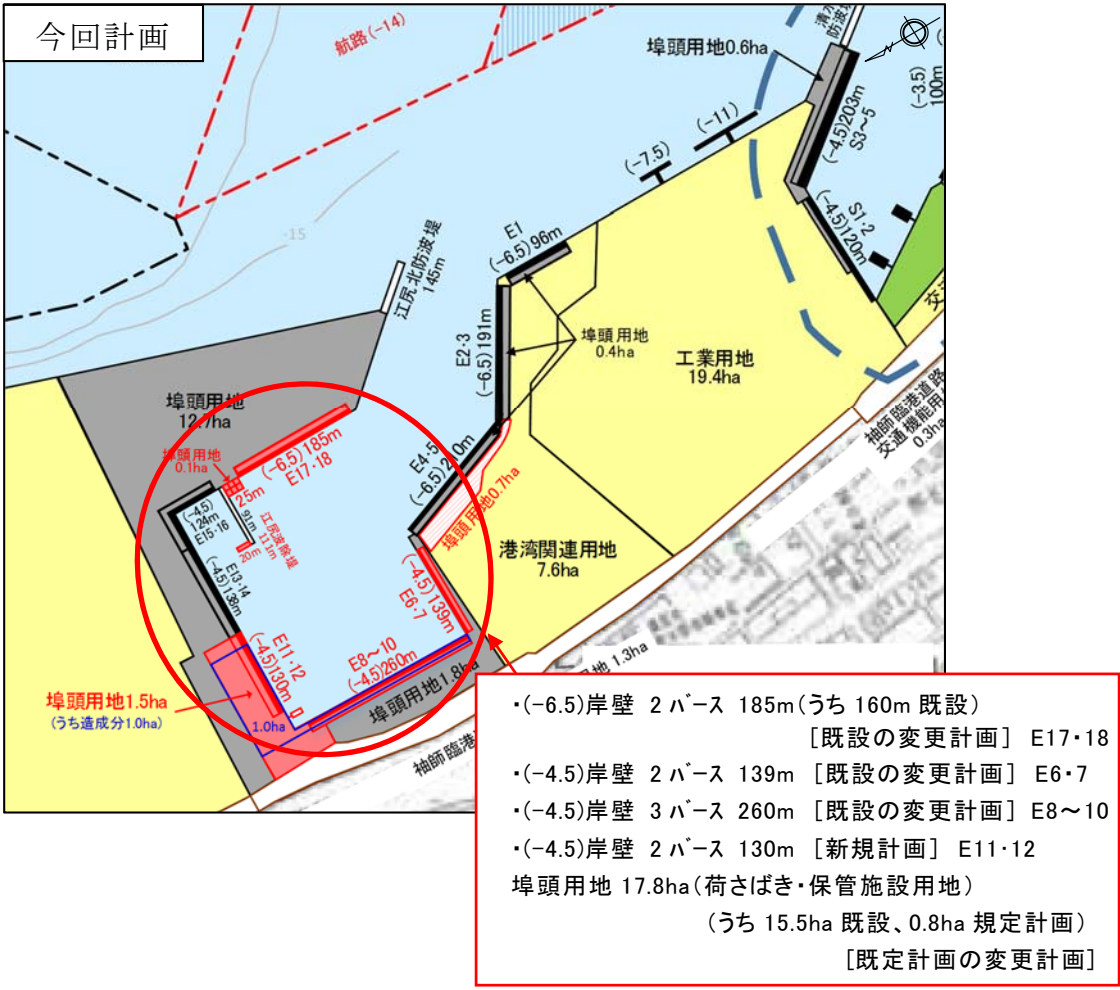 今回計画
航路(-14)
清水
防波堤
N
埠頭用地0.6ha
(-3.5)
100m
(-4.5)203m
S3～5
(-11)
(-7.5)
S1・2
(-4.5)120m
-15
江尻北防波堤
145m
E1
(-6.5)96m
E2・3
(-6.5)191m
埠頭用地
0.4ha
工業用地
19.4ha
袖師臨港道路
交通機能用
0.3ha
埠頭用地
12.7ha
埠頭用地
0.1ha
(-6.5)185m
E17・18
25m
(-4.5)
124m
E15・16
91m
20m
江尻波除堤
111m
E13・14
(-4.5)138m
E4・5
(-6.5)210m
埠頭用地0.7ha
港湾関連用地
7.6ha
(-4.5)139m
E6・7
E11・12
(-4.5)130m
E8～10
(-4.5)260m
埠頭用地1.8ha
用地 1.3ha
埠頭用地1.5ha
(うち造成分1.0ha)
1.0ha
袖師臨港
・(-6.5)岸壁 2バース 185m(うち 160m 既設)
[既設の変更計画] E17・18
・(-4.5)岸壁 2バース 139m [既設の変更計画] E6・7
・(-4.5)岸壁 3バース 260m [既設の変更計画] E8～10
・(-4.5)岸壁 2バース 130m [新規計画] E11・12
埠頭用地 17.8ha(荷さばき・保管施設用地)
(うち 15.5ha 既設、0.8ha 規定計画)
[既定計画の変更計画]